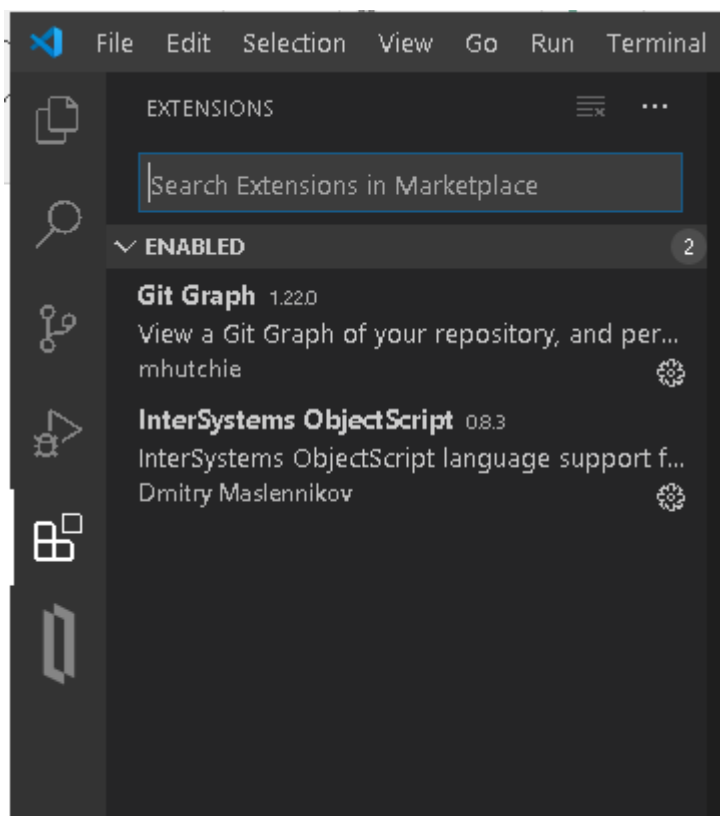 File Edit Selection View Go Run Terminal
EXTENSIONS
Search Extensions in Marketplace
ENABLED 2
Git Graph 1.22.0
View a Git Graph of your repository, and per...
mhutchie
InterSystems ObjectScript 0.8.3
InterSystems ObjectScript language support f...
Dmitry Maslennikov